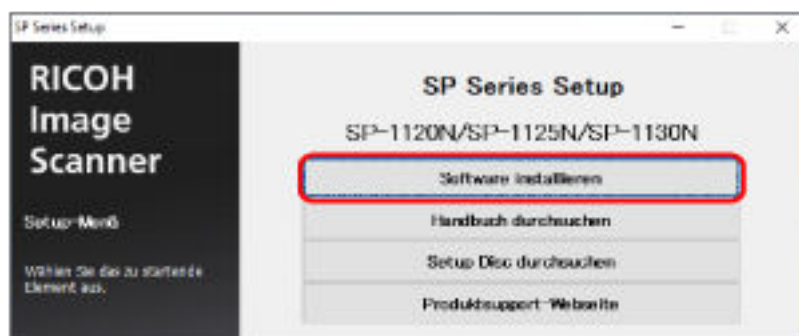 SP Series Setup
RICOH
Image
Scanner
Setup-Menü
Wählen Sie das zu startende
Element aus.
SP Series Setup
SP-1120N/SP-1125N/SP-1130N
Software installieren
Handbuch durchsuchen
Setup Disc durchsuchen
Produktsupport-Webseite